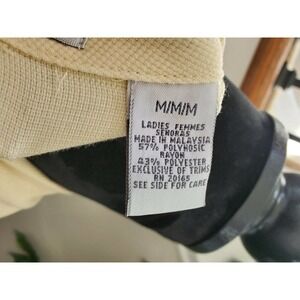 M/M/M
LADIES FEMMES
SEÑORAS
MADE IN MALAYSIA
57% POLYNOSIC
RAYON
43% POLYESTER
EXCLUSIVE OF TRIMS
RN 20165
SEE SIDE FOR CARE